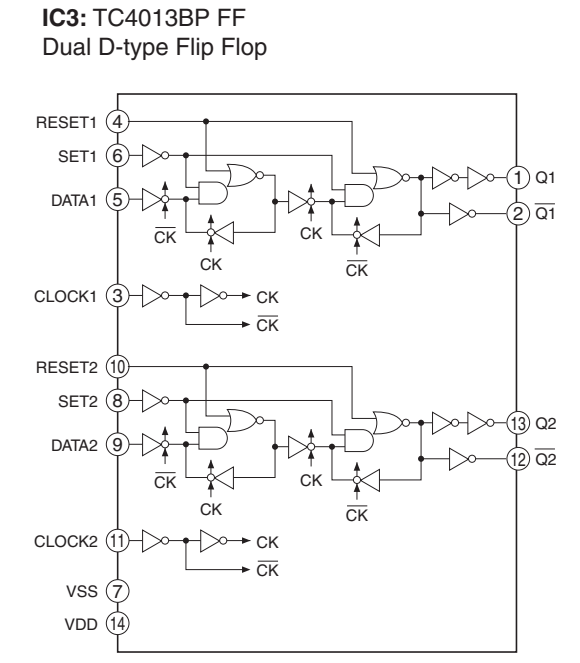 IC3: TC4013BP FF
Dual D-type Flip Flop
RESET1 4
SET1 6
1 Q1
DATA1 5
2 Q1
CK
CK
CK
CK
CLOCK1 3
CK
CK
RESET2 10
SET2 8
13 Q2
DATA2 9
12 Q2
CK
CK
CK
CK
CLOCK2 11
CK
CK
VSS 7
VDD 14